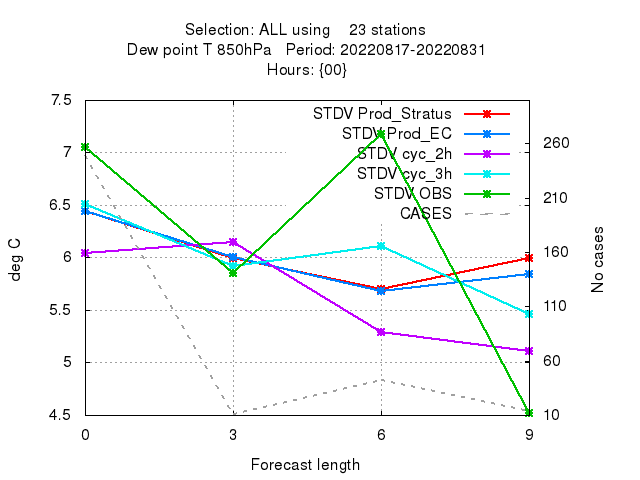 Selection: ALL using    23 stations
Dew point T 850hPa   Period: 20220817-20220831
Hours: {00}
7.5
7
6.5
6
5.5
5
4.5
deg C
STDV Prod_Stratus
STDV Prod_EC
STDV cyc_2h
STDV cyc_3h
STDV OBS
CASES
260
210
160
110
60
10
No cases
0
3
6
9
Forecast length